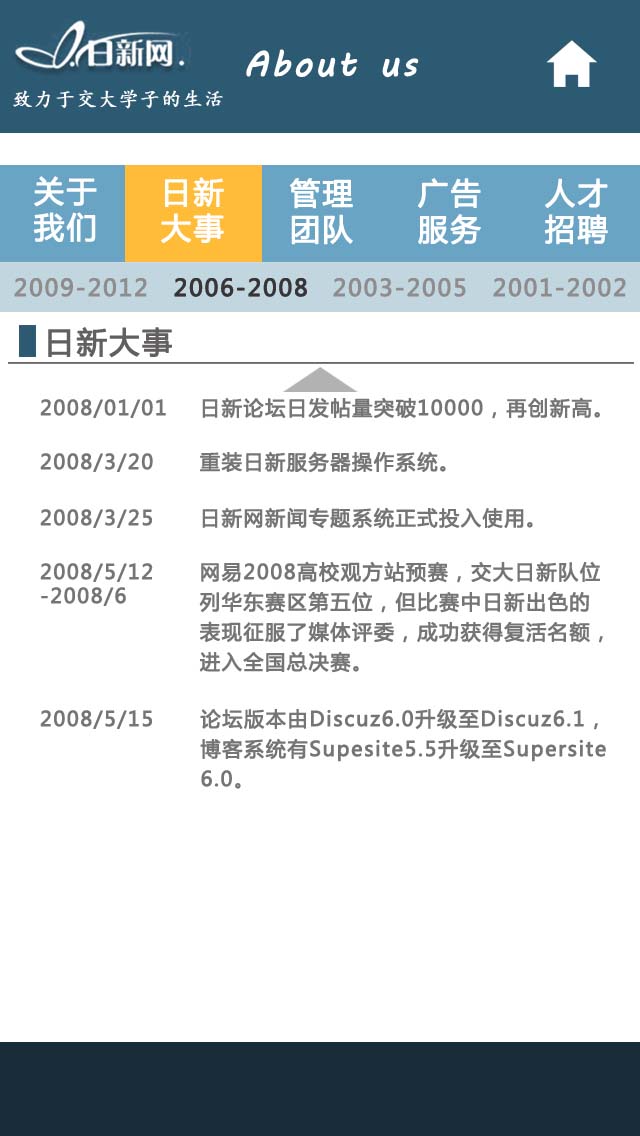 日新网.
About us
致力于交大学子的生活
关于 日新 管理 广告 人才
我们 大事 团队 服务 招聘
2009-2012 2006-2008 2003-2005 2001-2002
日新大事
2008/01/01 日新论坛日发帖量突破10000，再创新高。
2008/3/20 重装日新服务器操作系统。
2008/3/25 日新网新闻专题系统正式投入使用。
2008/5/12 网易2008高校观方站预赛，交大日新队位
-2008/6 列华东赛区第五位，但比赛中日新出色的
表现征服了媒体评委，成功获得复活名额，
进入全国总决赛。
2008/5/15 论坛版本由Discuz6.0升级至Discuz6.1，
博客系统有Supesite5.5升级至Supersite
6.0。